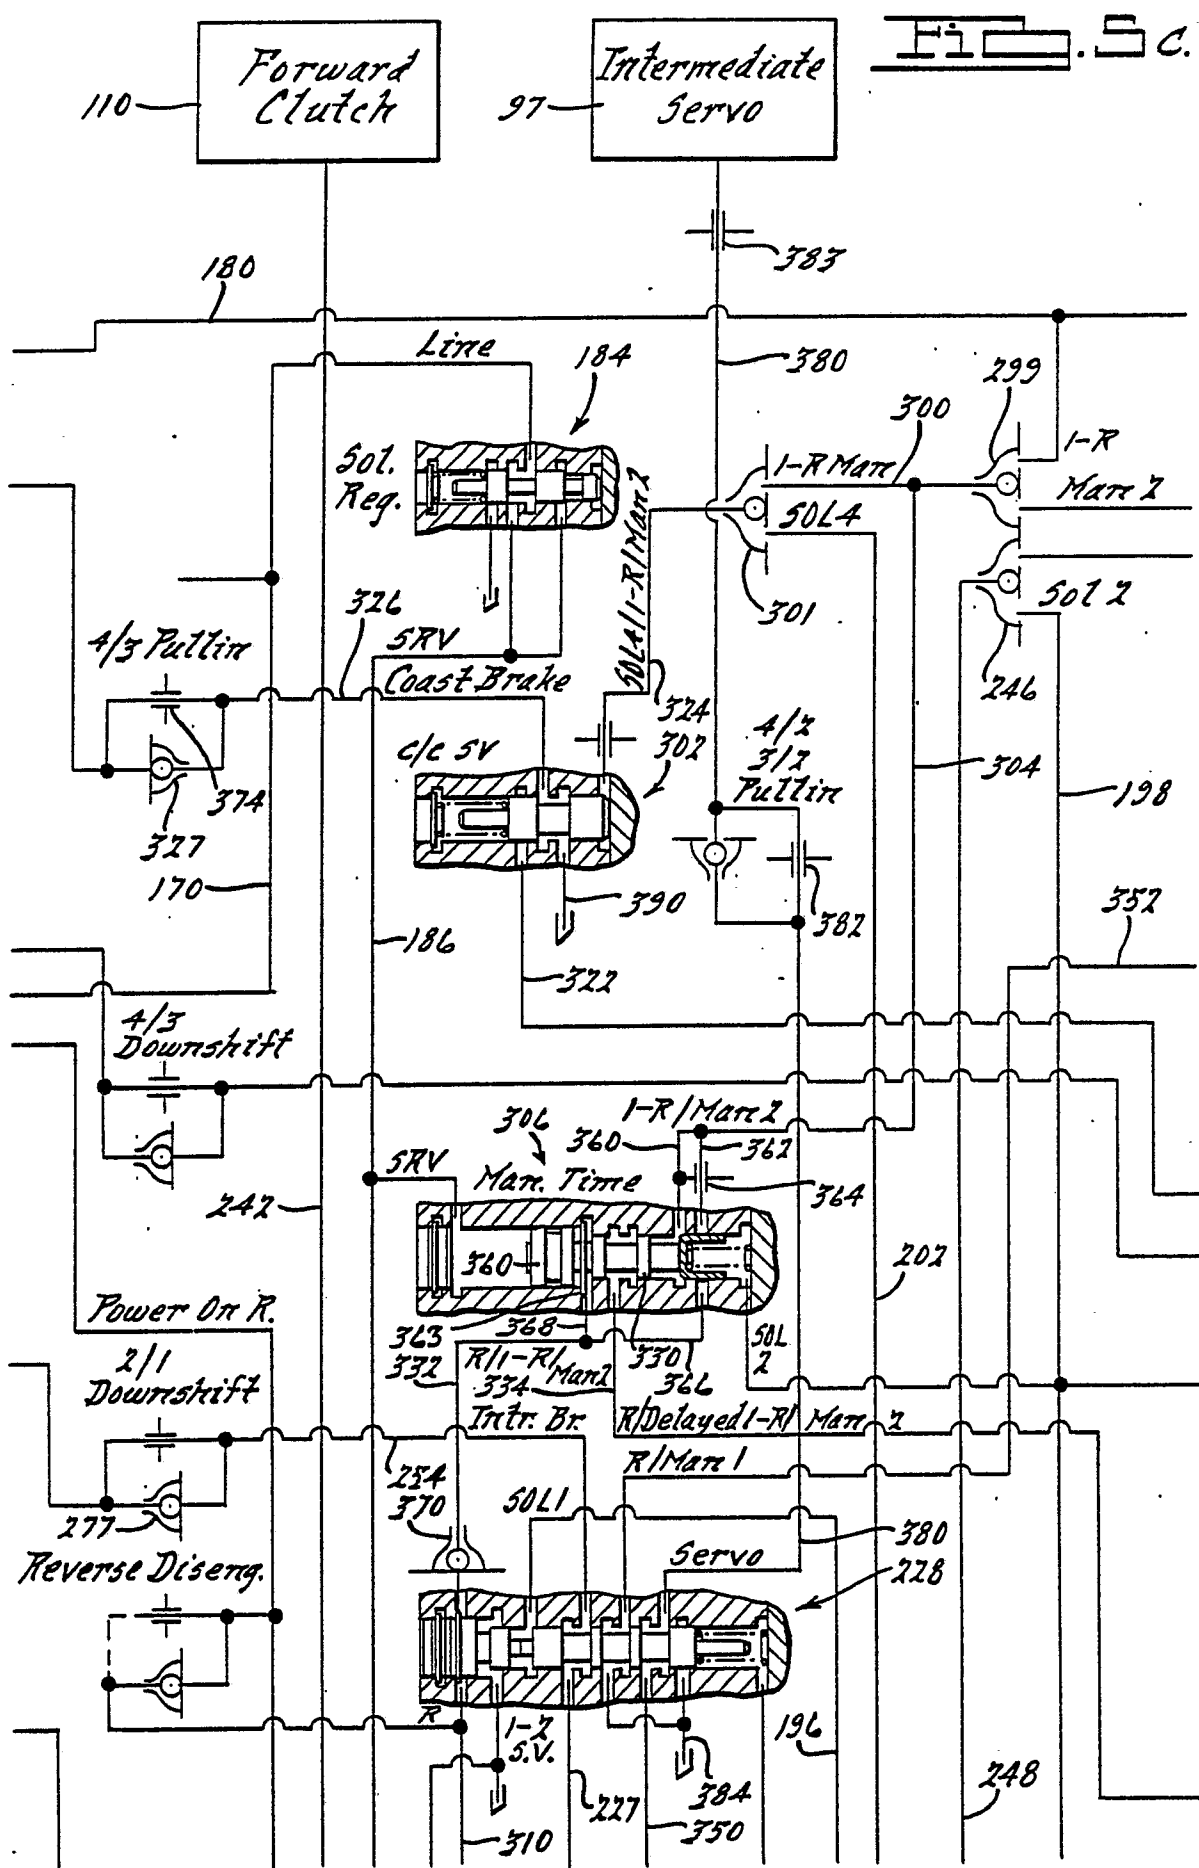 Forward
Clutch
110
Intermediate
Servo
97
Fig. 5 C.
383
180
Line
184
380
299
300
1-R
Sol.
Reg.
1-R Man
Man 2
SOL4
SOL4/1-R/Man 2
301
Sol 2
326
4/3 Pullin
SRV
Coast Brake
246
324
302
4/2
3/2
Pullin
c/c SV
304
198
374
327
170
390
382
352
186
322
4/3
Downshift
1-R/Man 2
306
360
362
SRV
Man. Time
364
242
360
202
Power On R.
363
368
330
SOL
2
332
R/1-R/
Man 2
366
2/1
Downshift
334
Intr. Br.
R/Delayed 1-R/ Man 2
R/Man 1
254
277
370
SOL1
380
Reverse Diseng.
Servo
228
R
1-2
S.V.
196
384
248
227
350
310